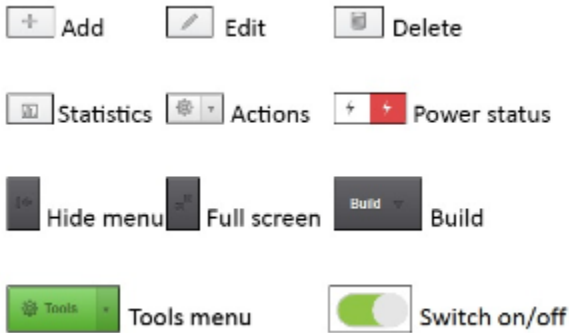 Add Edit Delete
Statistics Actions Power status
Hide menu Full screen Build Build
Tools Tools menu Switch on/off